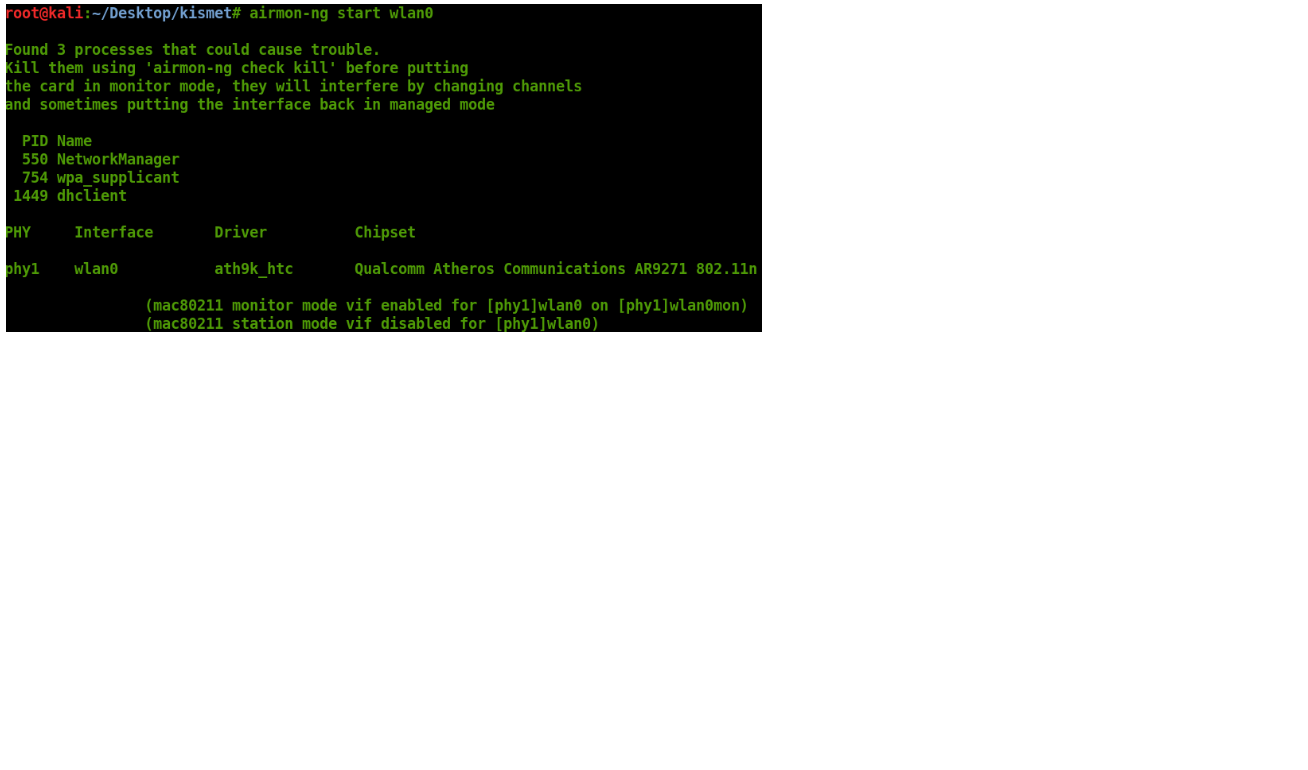 root@kali:~/Desktop/kismet# airmon-ng start wlan0
Found 3 processes that could cause trouble.
Kill them using 'airmon-ng check kill' before putting
the card in monitor mode, they will interfere by changing channels
and sometimes putting the interface back in managed mode
PID Name
550 NetworkManager
754 wpa_supplicant
1449 dhclient
PHY Interface Driver Chipset
phy1 wlan0 ath9k_htc Qualcomm Atheros Communications AR9271 802.11n
(mac80211 monitor mode vif enabled for [phy1]wlan0 on [phy1]wlan0mon)
(mac80211 station mode vif disabled for [phy1]wlan0)